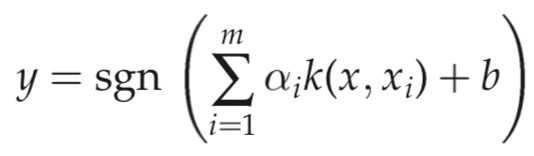 y = sgn ( ∑_{i=1}^{m} α_i k(x, x_i) + b )